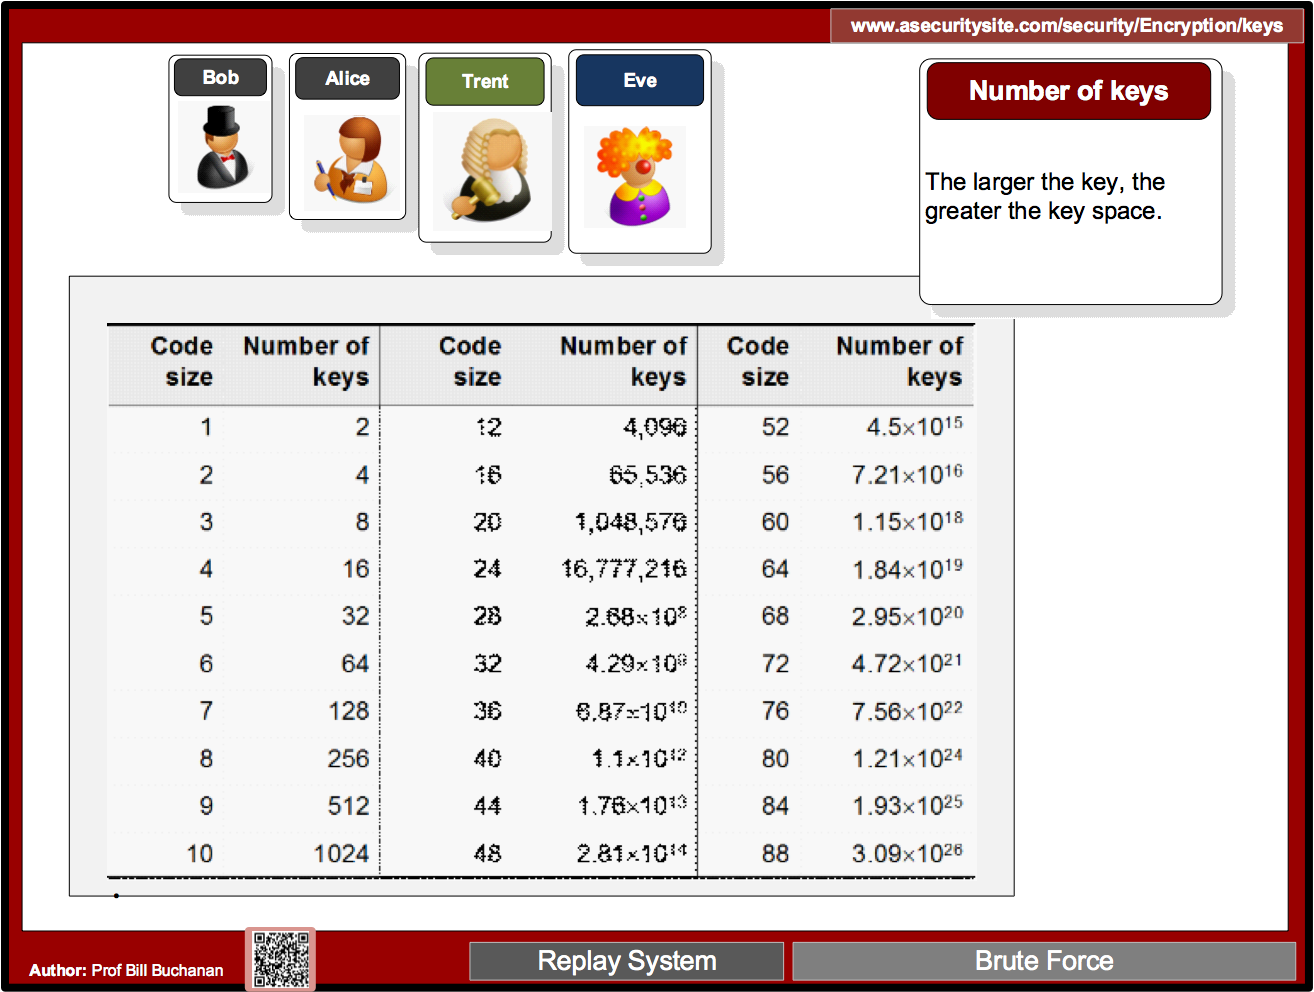 www.asecuritysite.com/security/Encryption/keys
Bob
Alice
Trent
Eve
Number of keys
The larger the key, the
greater the key space.
Code size Number of keys Code size Number of keys Code size Number of keys
1 2 12 4,096 52 4.5×10¹⁵
2 4 16 65,536 56 7.21×10¹⁶
3 8 20 1,048,576 60 1.15×10¹⁸
4 16 24 16,777,216 64 1.84×10¹⁹
5 32 28 2.68×10⁸ 68 2.95×10²⁰
6 64 32 4.29×10⁹ 72 4.72×10²¹
7 128 36 6.87×10¹⁰ 76 7.56×10²²
8 256 40 1.1×10¹² 80 1.21×10²⁴
9 512 44 1.76×10¹³ 84 1.93×10²⁵
10 1024 48 2.81×10¹⁴ 88 3.09×10²⁶
Author: Prof Bill Buchanan
Replay System
Brute Force